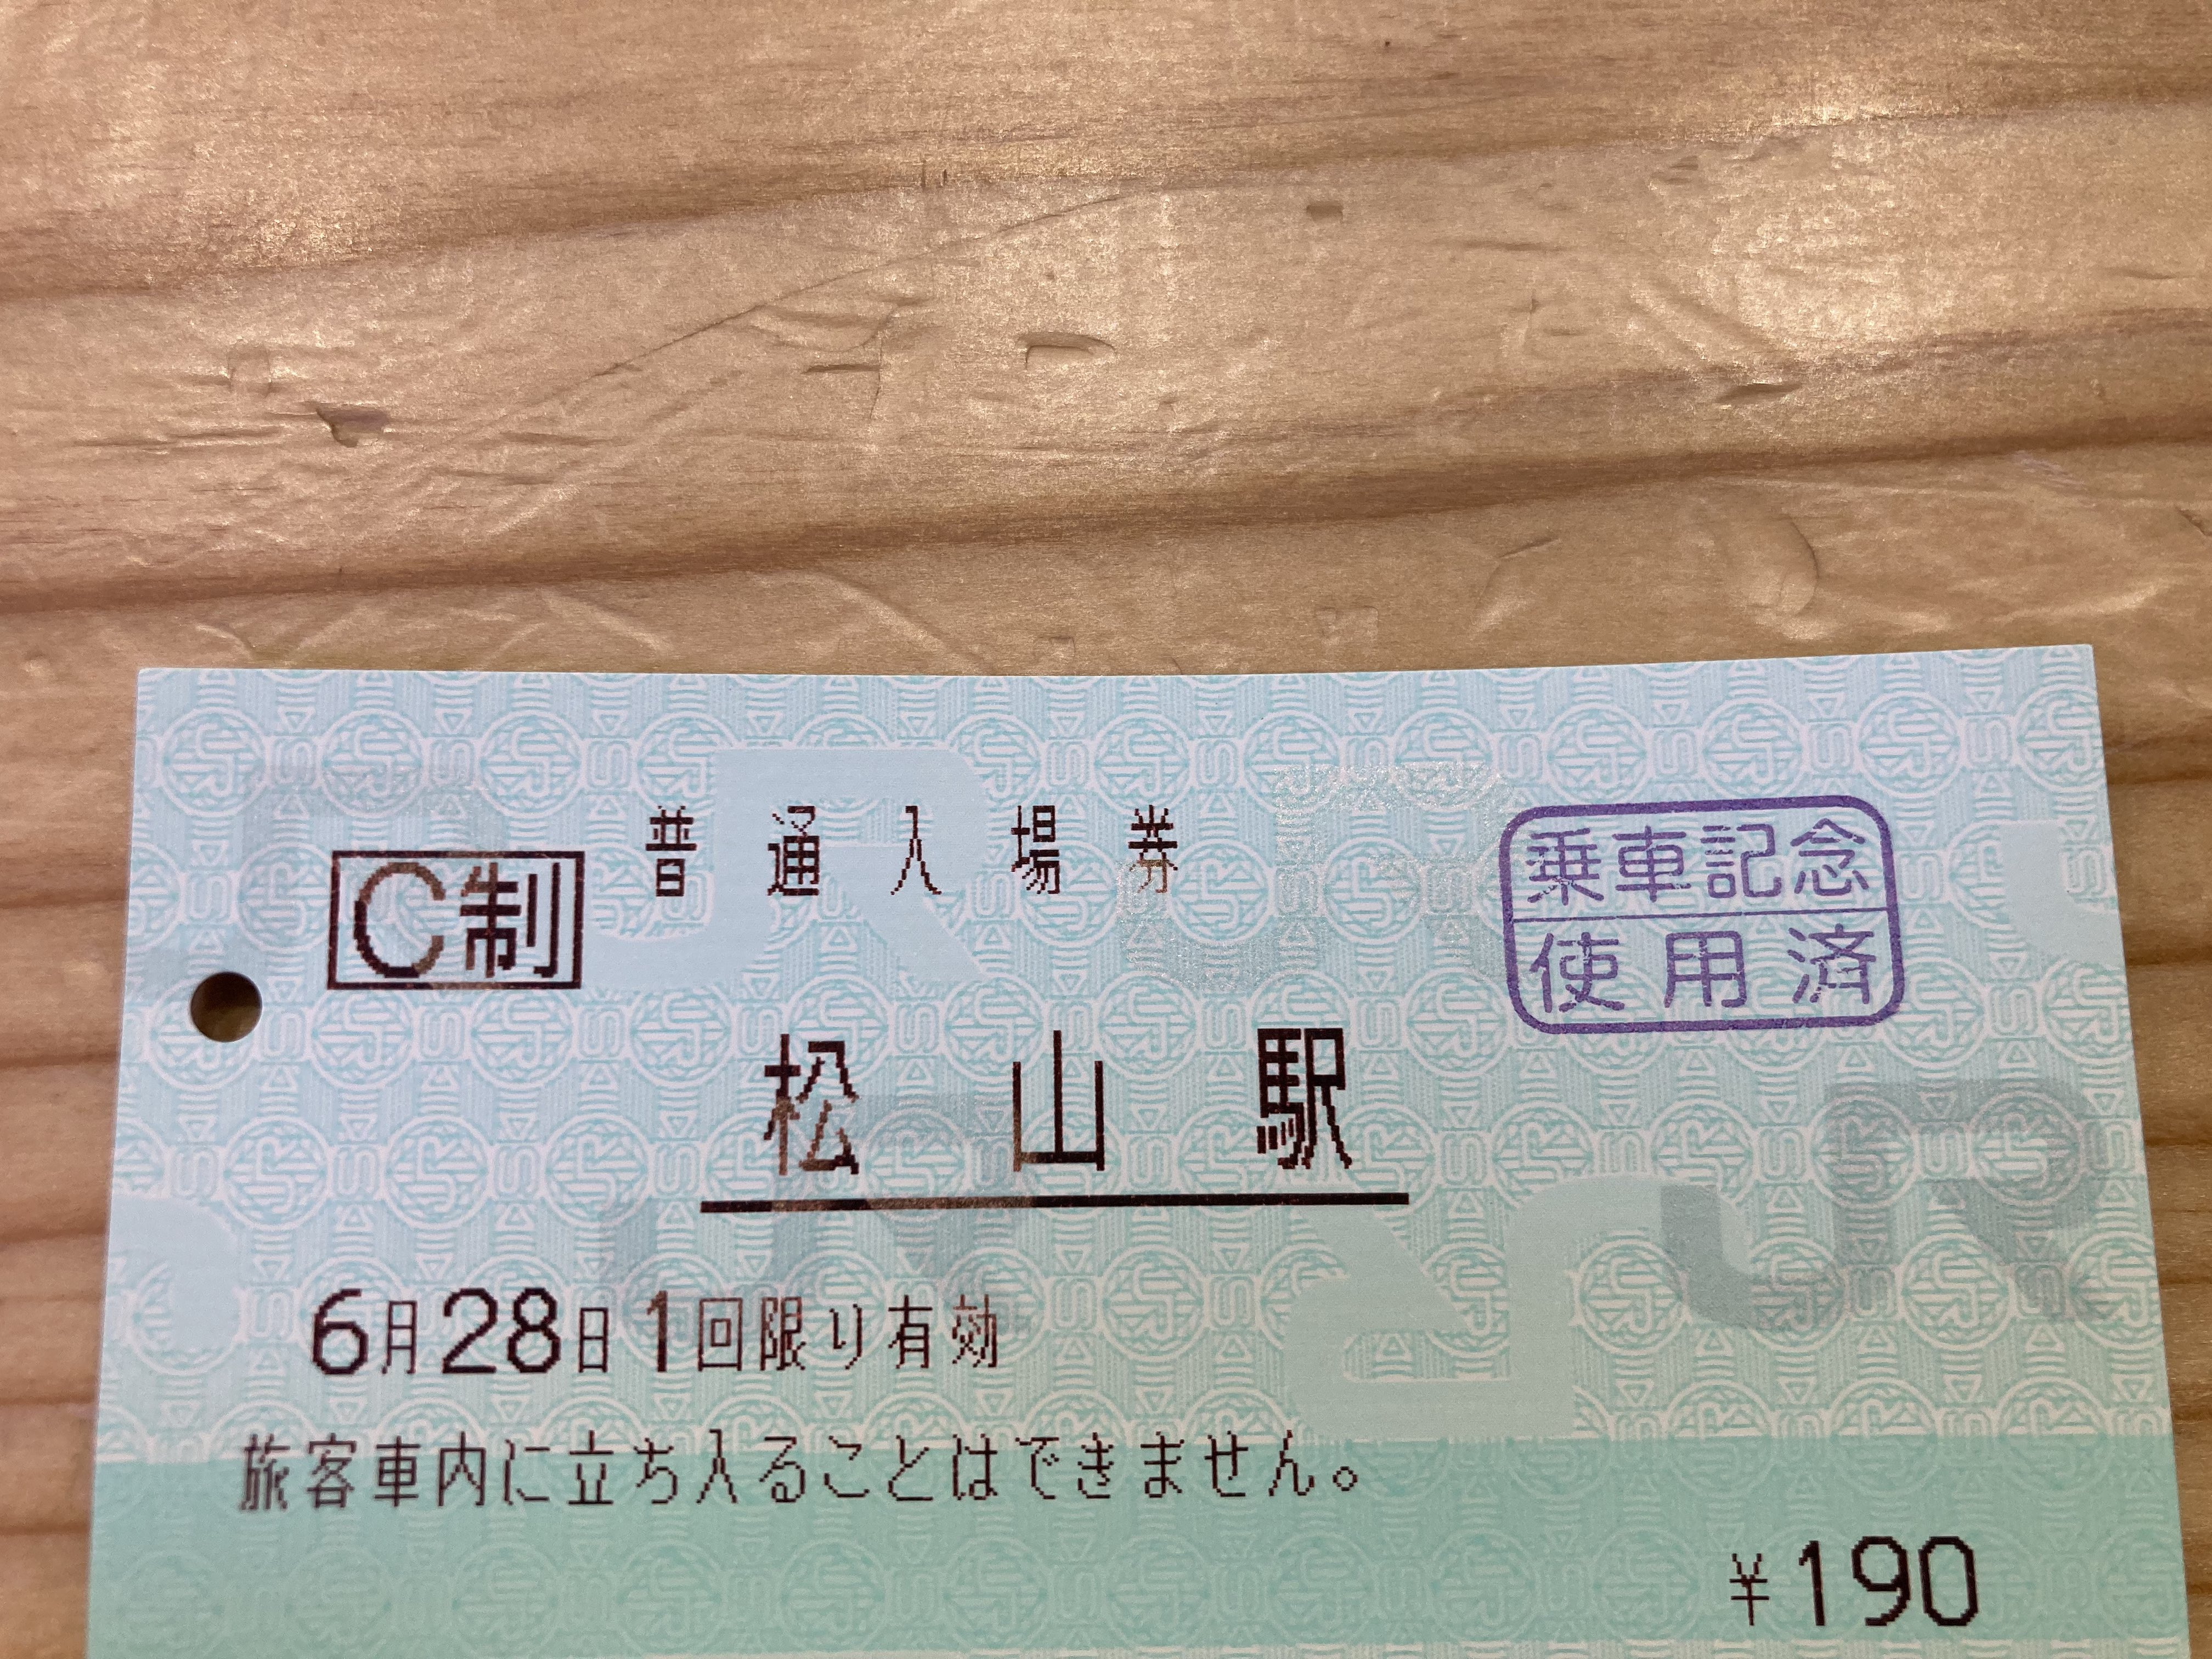 普通入場券
C制
乗車記念
使用済
松山駅
6月28日1回限り有効
旅客車内に立ち入ることはできません。
¥190